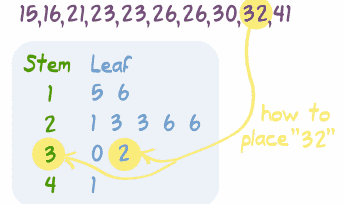 15,16,21,23,23,26,26,30,32,41
Stem Leaf
1 5 6
2 1 3 3 6 6
3 0 2
4 1
how to
place "32"